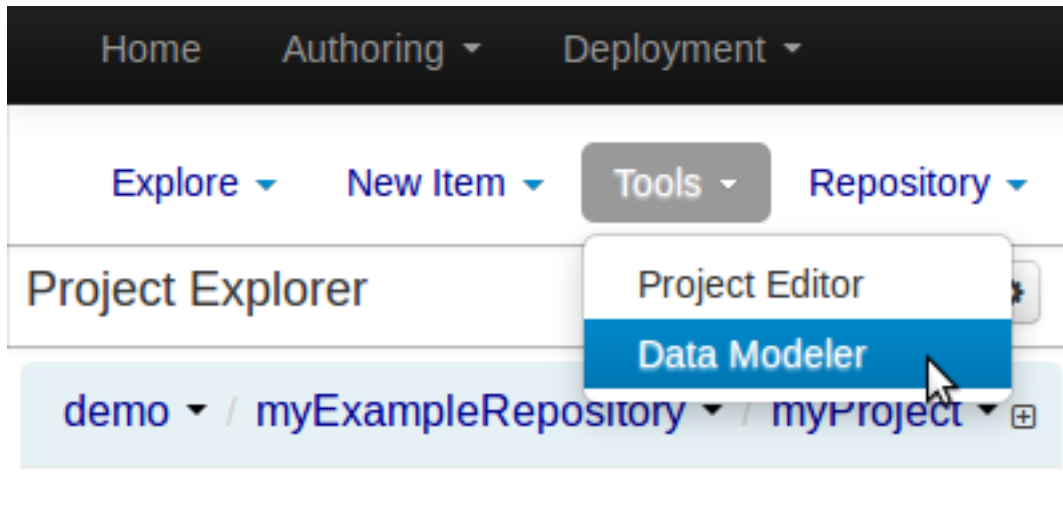 Home Authoring Deployment
Explore New Item Tools Repository
Project Explorer
Project Editor
Data Modeler
demo / myExampleRepository / myProject